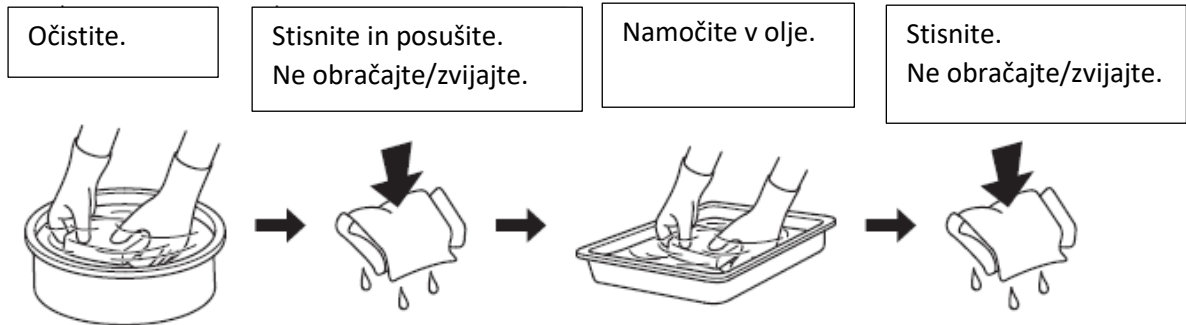 Očistite.
Stisnite in posušite.
Ne obračajte/zvijajte.
Namočite v olje.
Stisnite.
Ne obračajte/zvijajte.